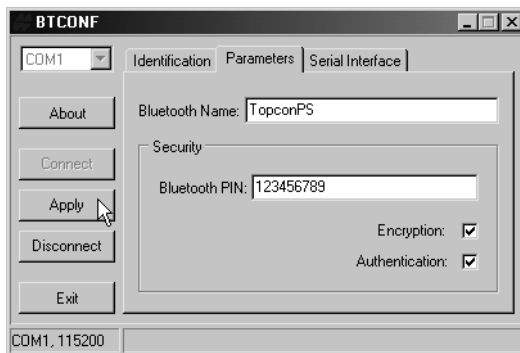 BTCONF
COM1
Identification Parameters Serial Interface
About
Bluetooth Name: TopconPS
Security
Connect
Bluetooth PIN: 123456789
Apply
Encryption:
Disconnect
Authentication:
Exit
COM1, 115200